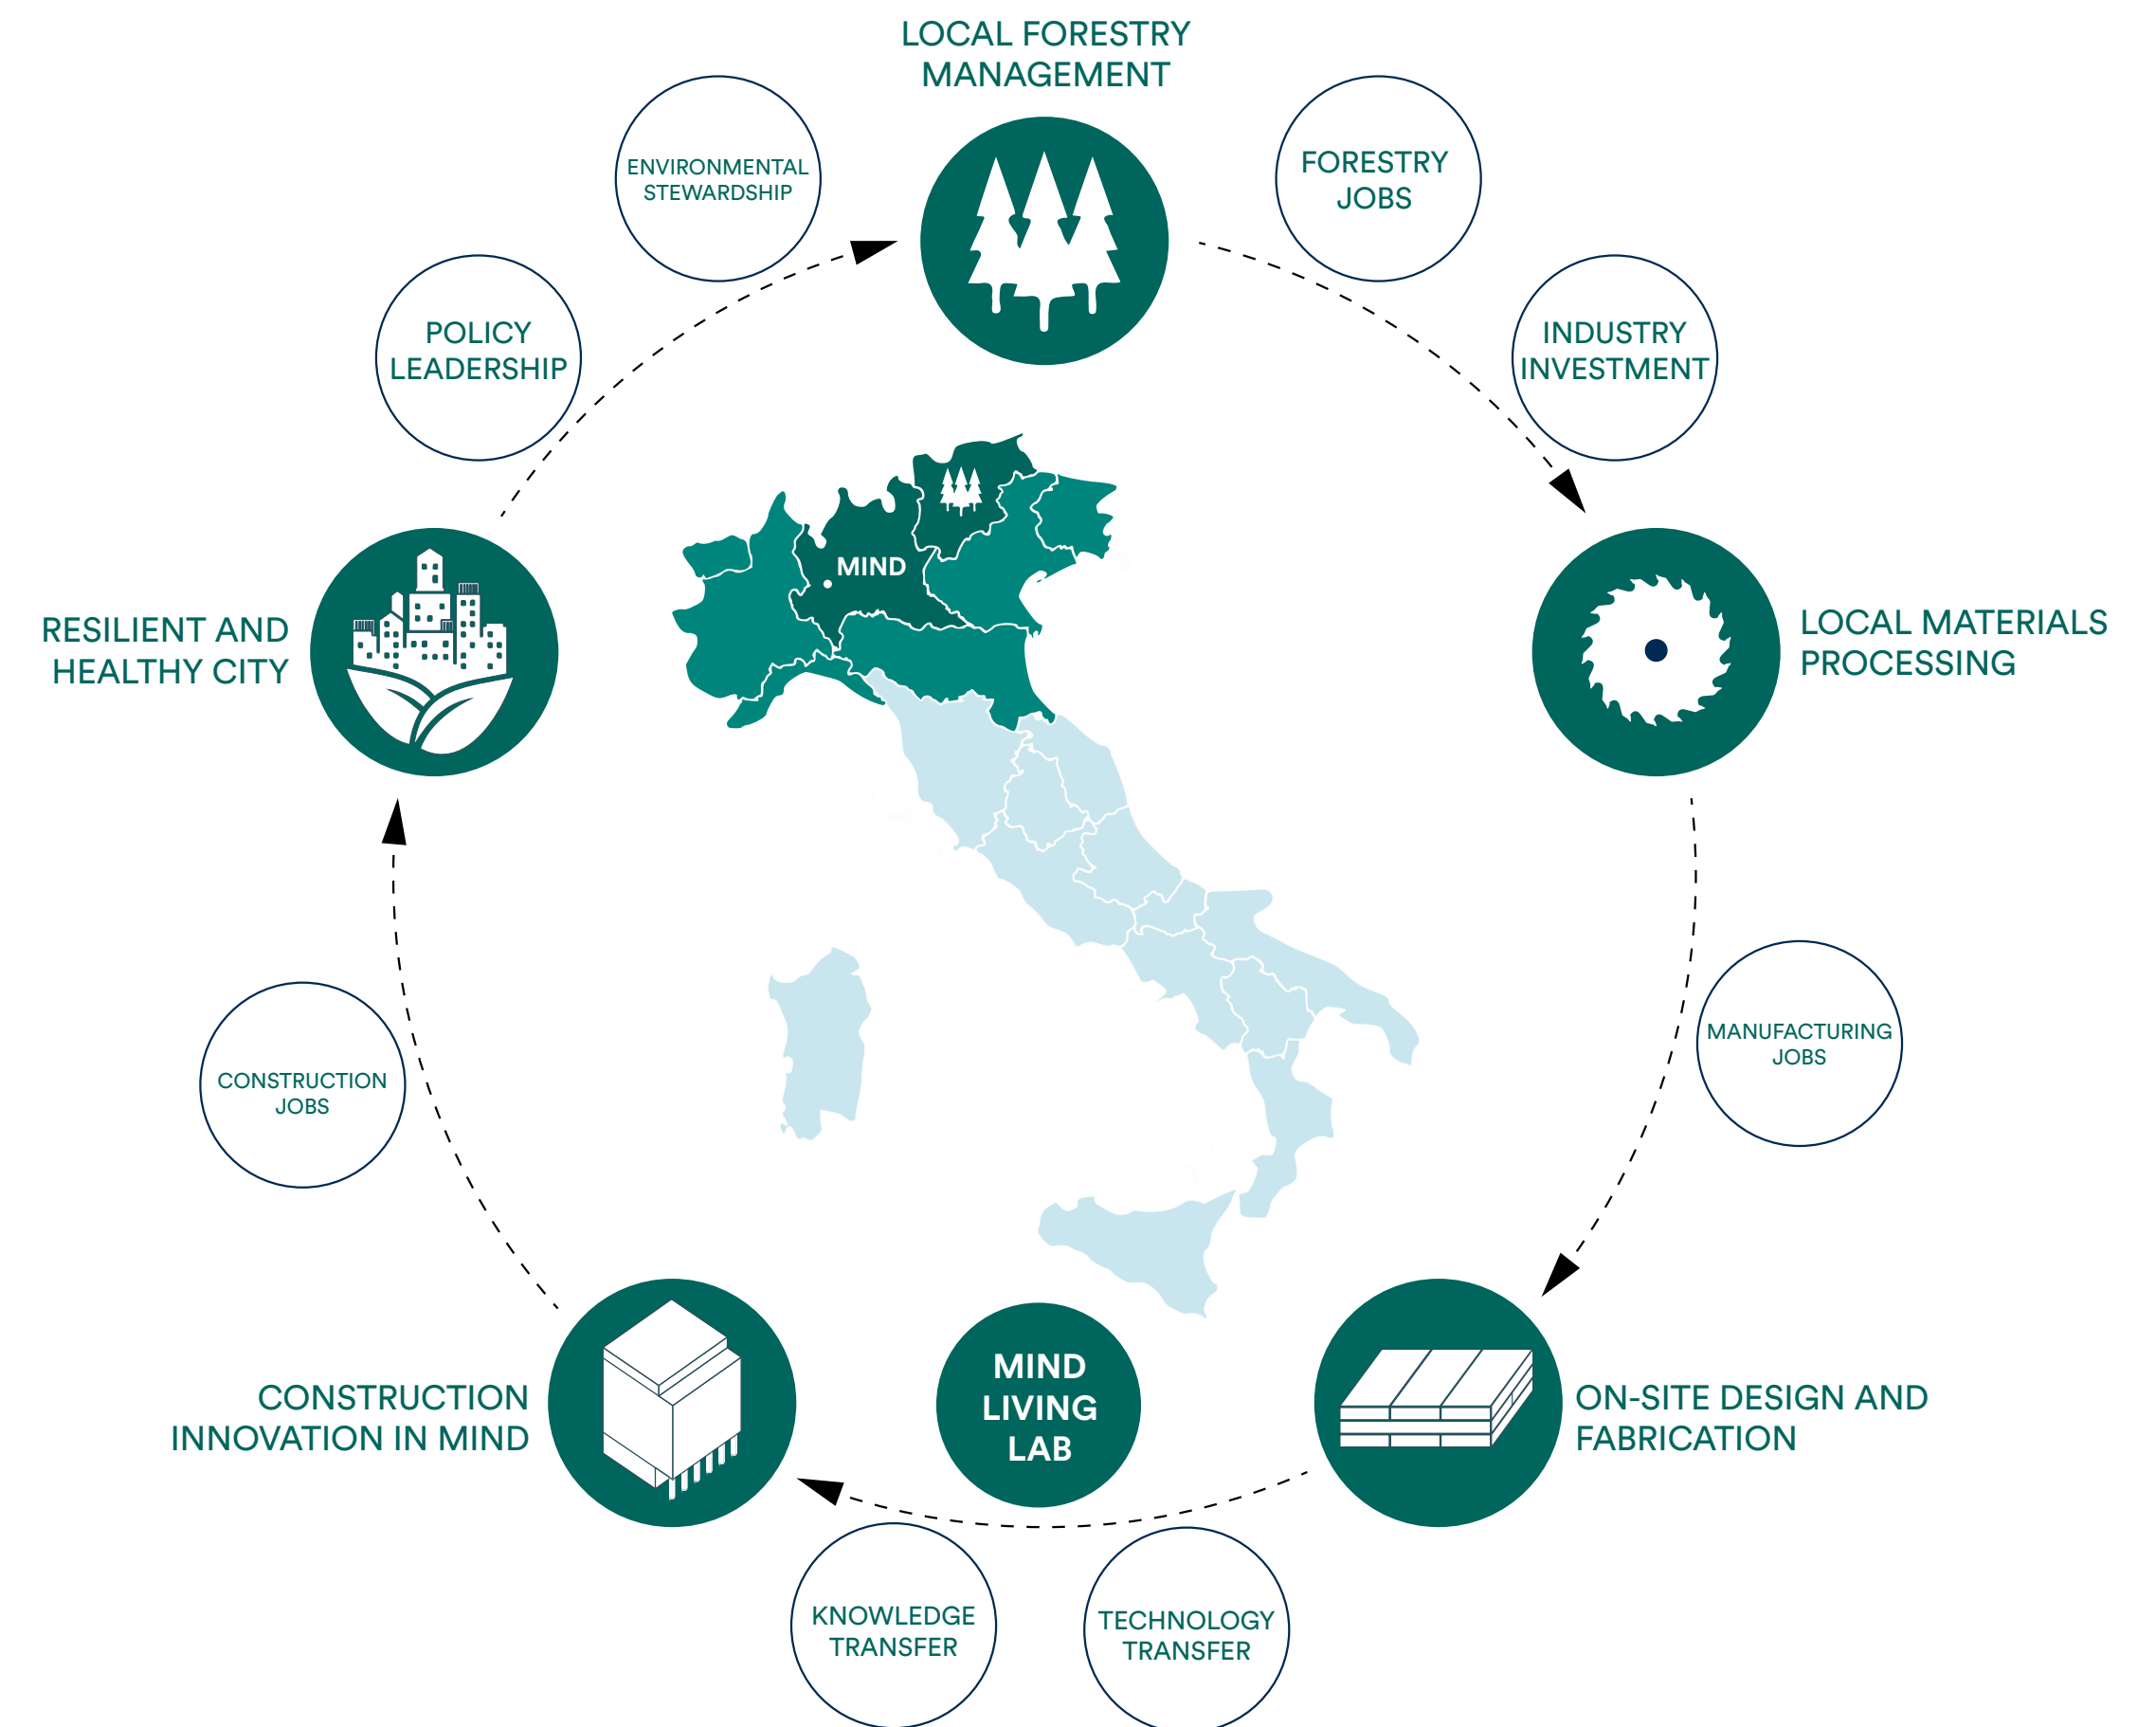 LOCAL FORESTRY
MANAGEMENT
ENVIRONMENTAL
STEWARDSHIP
FORESTRY
JOBS
POLICY
LEADERSHIP
INDUSTRY
INVESTMENT
MIND
RESILIENT AND
HEALTHY CITY
LOCAL MATERIALS
PROCESSING
MANUFACTURING
JOBS
CONSTRUCTION
JOBS
CONSTRUCTION
INNOVATION IN MIND
MIND
LIVING
LAB
ON-SITE DESIGN AND
FABRICATION
KNOWLEDGE
TRANSFER
TECHNOLOGY
TRANSFER